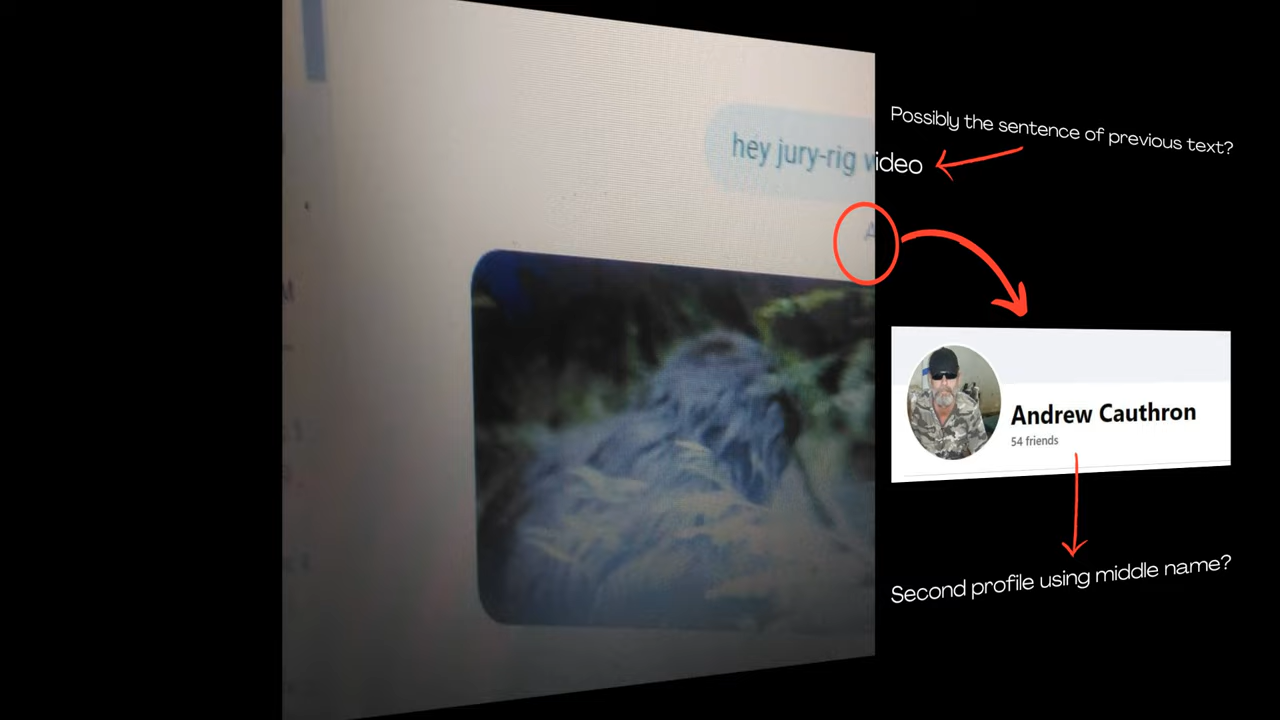 Possibly the sentence of previous text?
hey jury-rig video
A
Andrew Cauthron
54 friends
Second profile using middle name?